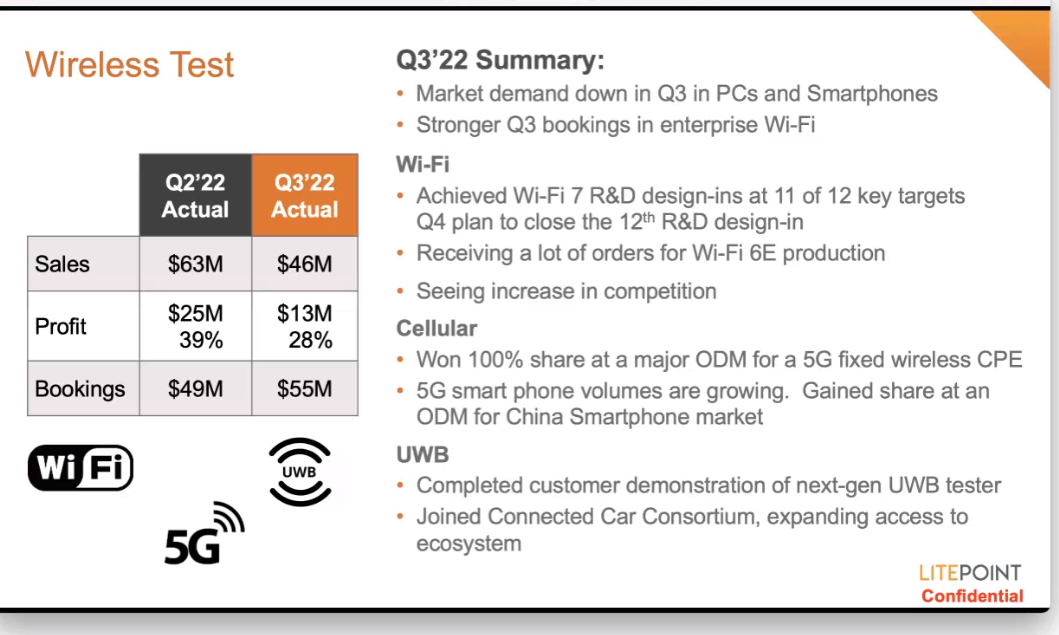 Wireless Test
Q2'22
Actual
Q3'22
Actual
Sales $63M $46M
Profit $25M $13M
39% 28%
Bookings $49M $55M
Wi Fi
UWB
5G
Q3'22 Summary:
• Market demand down in Q3 in PCs and Smartphones
• Stronger Q3 bookings in enterprise Wi-Fi
Wi-Fi
• Achieved Wi-Fi 7 R&D design-ins at 11 of 12 key targets
Q4 plan to close the 12th R&D design-in
• Receiving a lot of orders for Wi-Fi 6E production
• Seeing increase in competition
Cellular
• Won 100% share at a major ODM for a 5G fixed wireless CPE
• 5G smart phone volumes are growing. Gained share at an
ODM for China Smartphone market
UWB
• Completed customer demonstration of next-gen UWB tester
• Joined Connected Car Consortium, expanding access to
ecosystem
LITEPOINT
Confidential